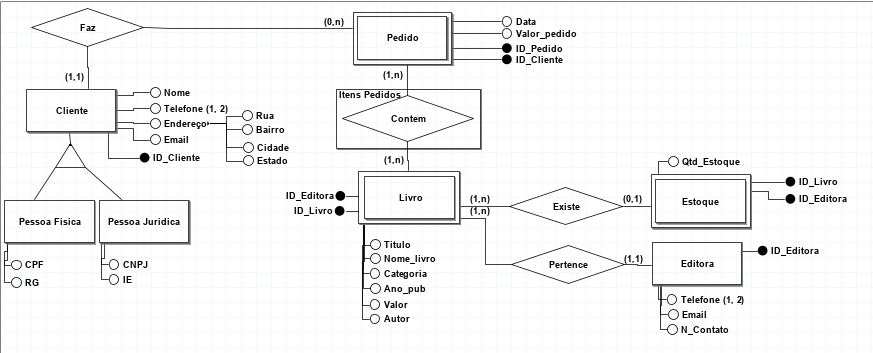 Faz
(0,n)
Pedido
Data
Valor_pedido
ID_Pedido
ID_Cliente
(1,1)
(1,n)
Itens Pedidos
Contem
(1,n)
Cliente
Nome
Telefone (1, 2)
Endereço
Email
ID_Cliente
Rua
Bairro
Cidade
Estado
Pessoa Fisica
Pessoa Juridica
CPF
RG
CNPJ
IE
ID_Editora
ID_Livro
Livro
(1,n)
(1,n)
Existe
(0,1)
Qtd_Estoque
Estoque
ID_Livro
ID_Editora
Titulo
Nome_livro
Categoria
Ano_pub
Valor
Autor
Pertence
(1,1)
Editora
ID_Editora
Telefone (1, 2)
Email
N_Contato